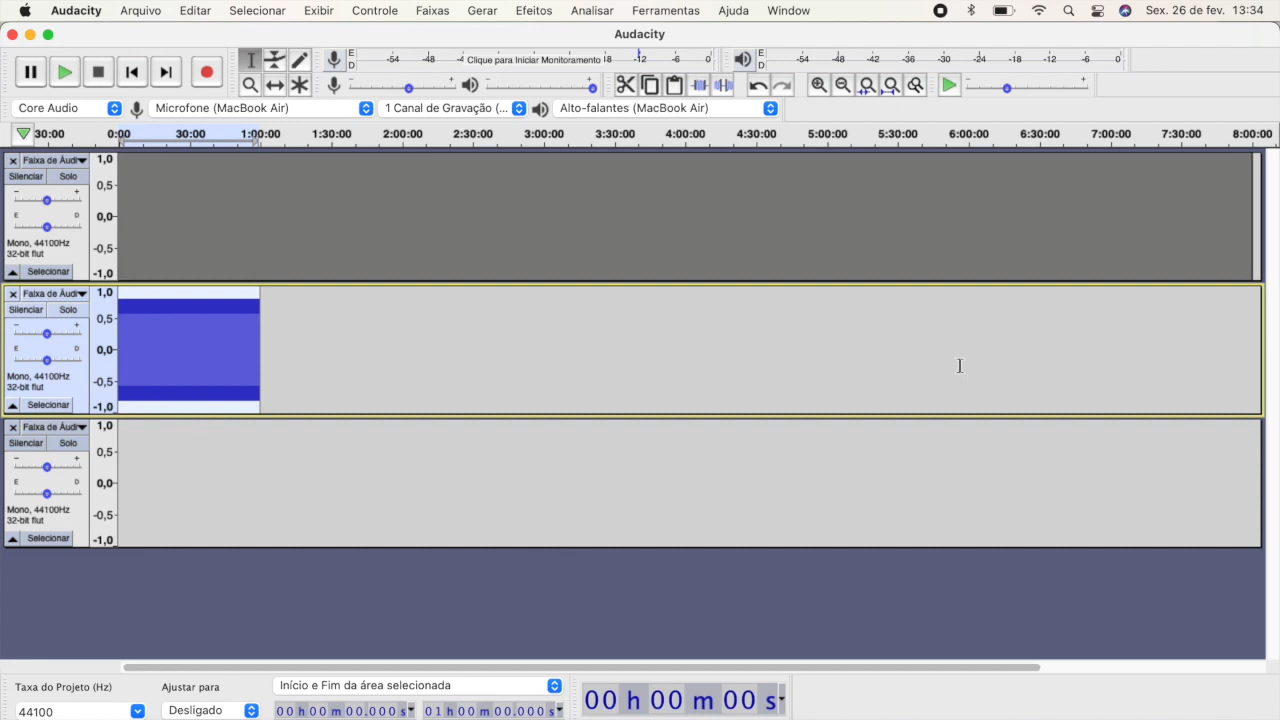 Audacity Arquivo Editar Selecionar Exibir Controle Faixas Gerar Efeitos Analisar Ferramentas Ajuda Window Sex. 26 de fev. 13:34
Audacity
E D -54 -48 -4 Clique para Iniciar Monitoramento 18 -12 -6 0 E D -54 -48 -42 -36 -30 -24 -18 -12 -6 0
- + - + - +
Core Audio Microfone (MacBook Air) 1 Canal de Gravação (... Alto-falantes (MacBook Air)
30:00 0:00 30:00 1:00:00 1:30:00 2:00:00 2:30:00 3:00:00 3:30:00 4:00:00 4:30:00 5:00:00 5:30:00 6:00:00 6:30:00 7:00:00 7:30:00 8:00:00
× Faixa de Áudi 1,0
Silenciar Solo
- + 0,5
E D 0,0
Mono, 44100Hz -0,5
32-bit flut
Selecionar -1,0
× Faixa de Áudi 1,0
Silenciar Solo
- + 0,5
E D 0,0
Mono, 44100Hz -0,5
32-bit flut
Selecionar -1,0
× Faixa de Áudi 1,0
Silenciar Solo
- + 0,5
E D 0,0
Mono, 44100Hz -0,5
32-bit flut
Selecionar -1,0
Taxa do Projeto (Hz) Ajustar para Início e Fim da área selecionada
44100 Desligado 00 h 00 m 00.000 s 01 h 00 m 00.000 s 00 h 00 m 00 s